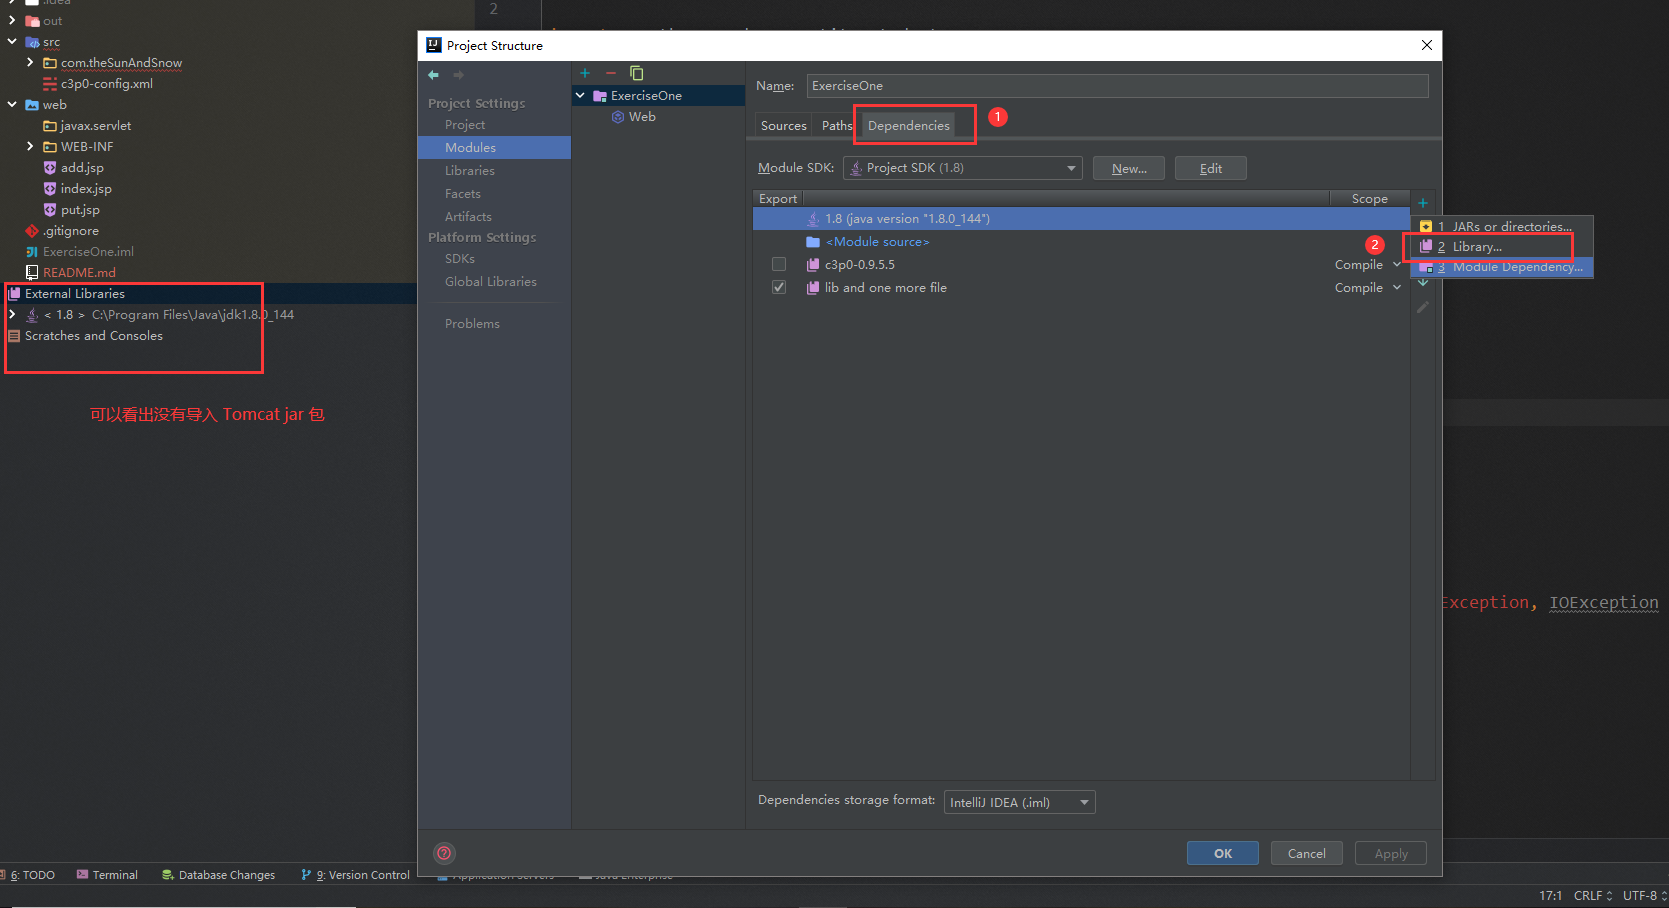 .idea
out
src
com.theSunAndSnow
c3p0-config.xml
web
javax.servlet
WEB-INF
add.jsp
index.jsp
put.jsp
.gitignore
ExerciseOne.iml
README.md
External Libraries
< 1.8 > C:\Program Files\Java\jdk1.8.0_144
Scratches and Consoles
可以看出没有导入 Tomcat jar 包
2
Project Structure
Project Settings
Project
Modules
Libraries
Facets
Artifacts
Platform Settings
SDKs
Global Libraries
Problems
ExerciseOne
Web
Name: ExerciseOne
Sources Paths Dependencies
1
Module SDK: Project SDK (1.8) New... Edit
Export Scope
1.8 (java version "1.8.0_144")
<Module source>
c3p0-0.9.5.5 Compile
lib and one more file Compile
1 JARs or directories...
2
2 Library...
3 Module Dependency...
Exception, IOException
Dependencies storage format: IntelliJ IDEA (.iml)
OK Cancel Apply
6: TODO Terminal Database Changes 9: Version Control Application Servers Java Enterprise
17:1 CRLF UTF-8